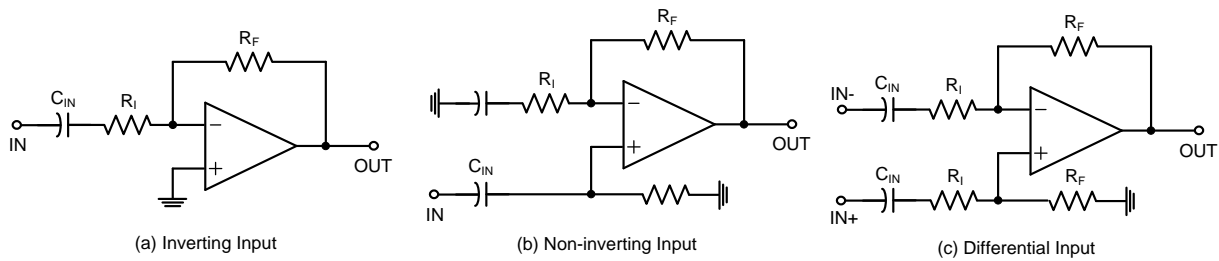 R_F
C_IN
R_I
IN
−
+
OUT
(a) Inverting Input
R_F
R_I
−
+
C_IN
IN
OUT
(b) Non-inverting Input
R_F
C_IN
R_I
IN-
−
+
OUT
C_IN
R_I
R_F
IN+
(c) Differential Input